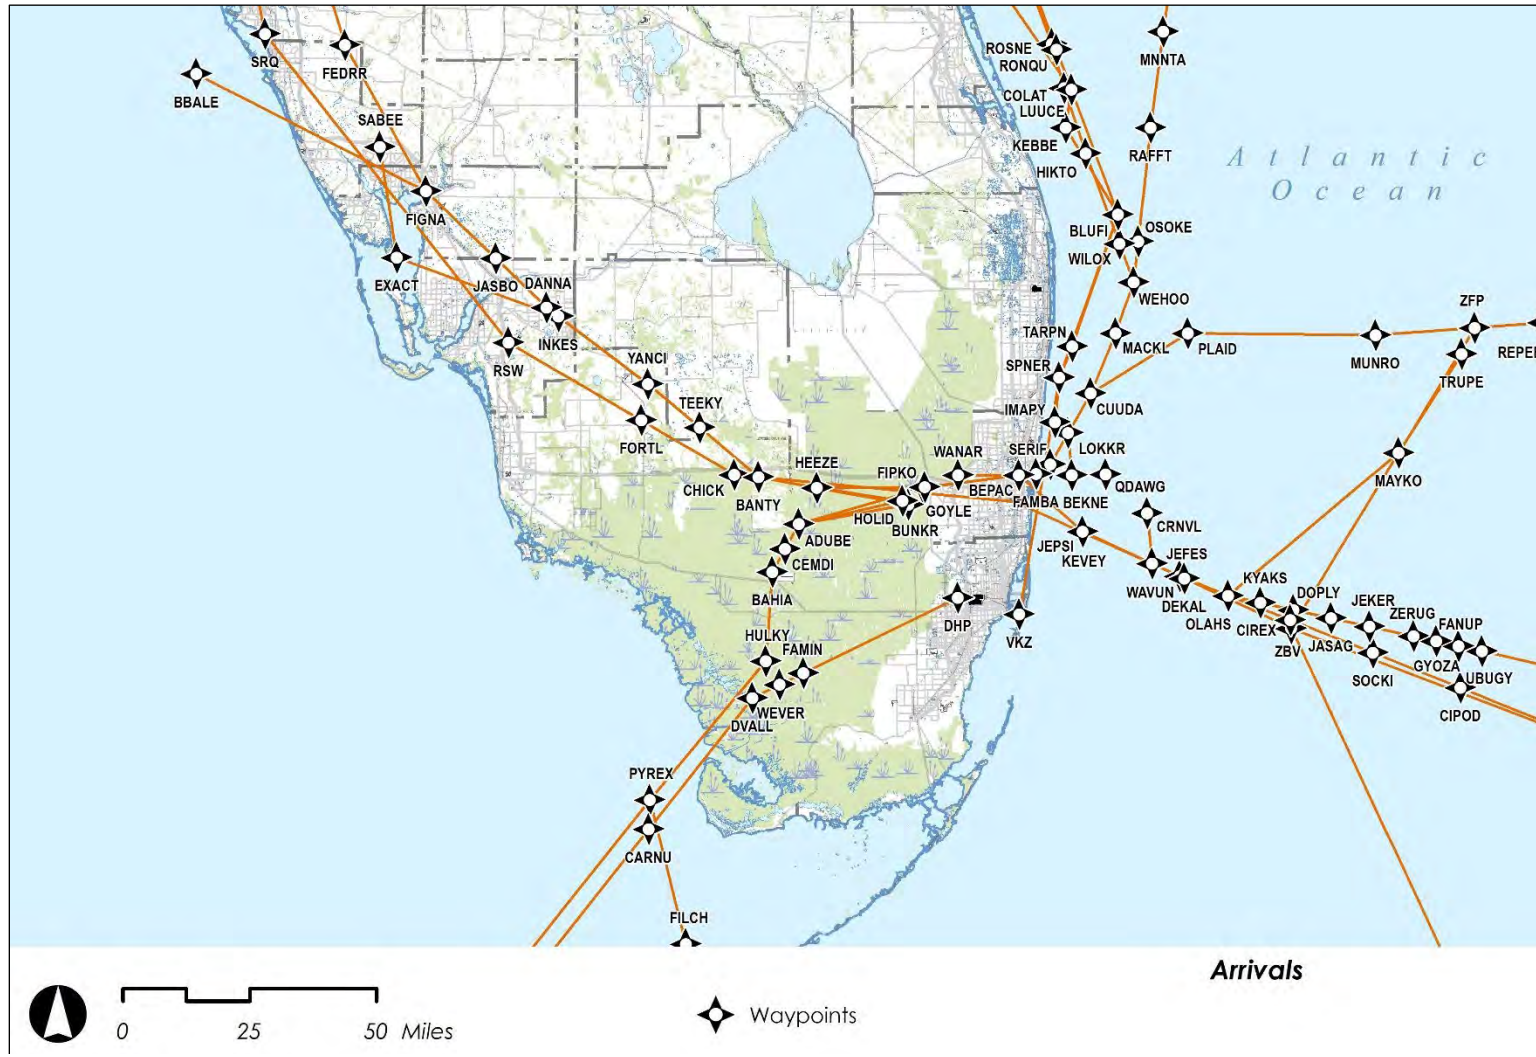 SRQ
FEDRR
ROSNE
RONQU
MNNTA
BBALE
COLAT
LUUCE
SABEE
KEBBE
HIKTO
RAFFT
Atlantic
Ocean
FIGNA
BLUFI
OSOKE
WILOX
EXACT
JASBO
DANNA
WEHOO
ZFP
INKES
TARPN
MACKL
PLAID
MUNRO
REPE
RSW
YANCI
SPNER
TRUPE
TEEKY
IMAPY
CUUDA
FORTL
WANAR
SERIF
LOKKR
HEEZE
FIPKO
CHICK
BANTY
BEPAC
FAMBA
BEKNE
QDAWG
MAYKO
HOLID
GOYLE
BUNKR
CRNVL
ADUBE
JEPSI
KEVEY
JEFES
CEMDI
WAVUN
KYAKS
BAHIA
DEKAL
DOPLY
JEKER
OLAHS
ZERUG
FANUP
DHP
CIREX
VKZ
ZBV
JASAG
HULKY
FAMIN
GYOZA
SOCKI
UBUGY
WEVER
DVALL
CIPOD
PYREX
CARNU
FILCH
Arrivals
0 25 50 Miles
Waypoints